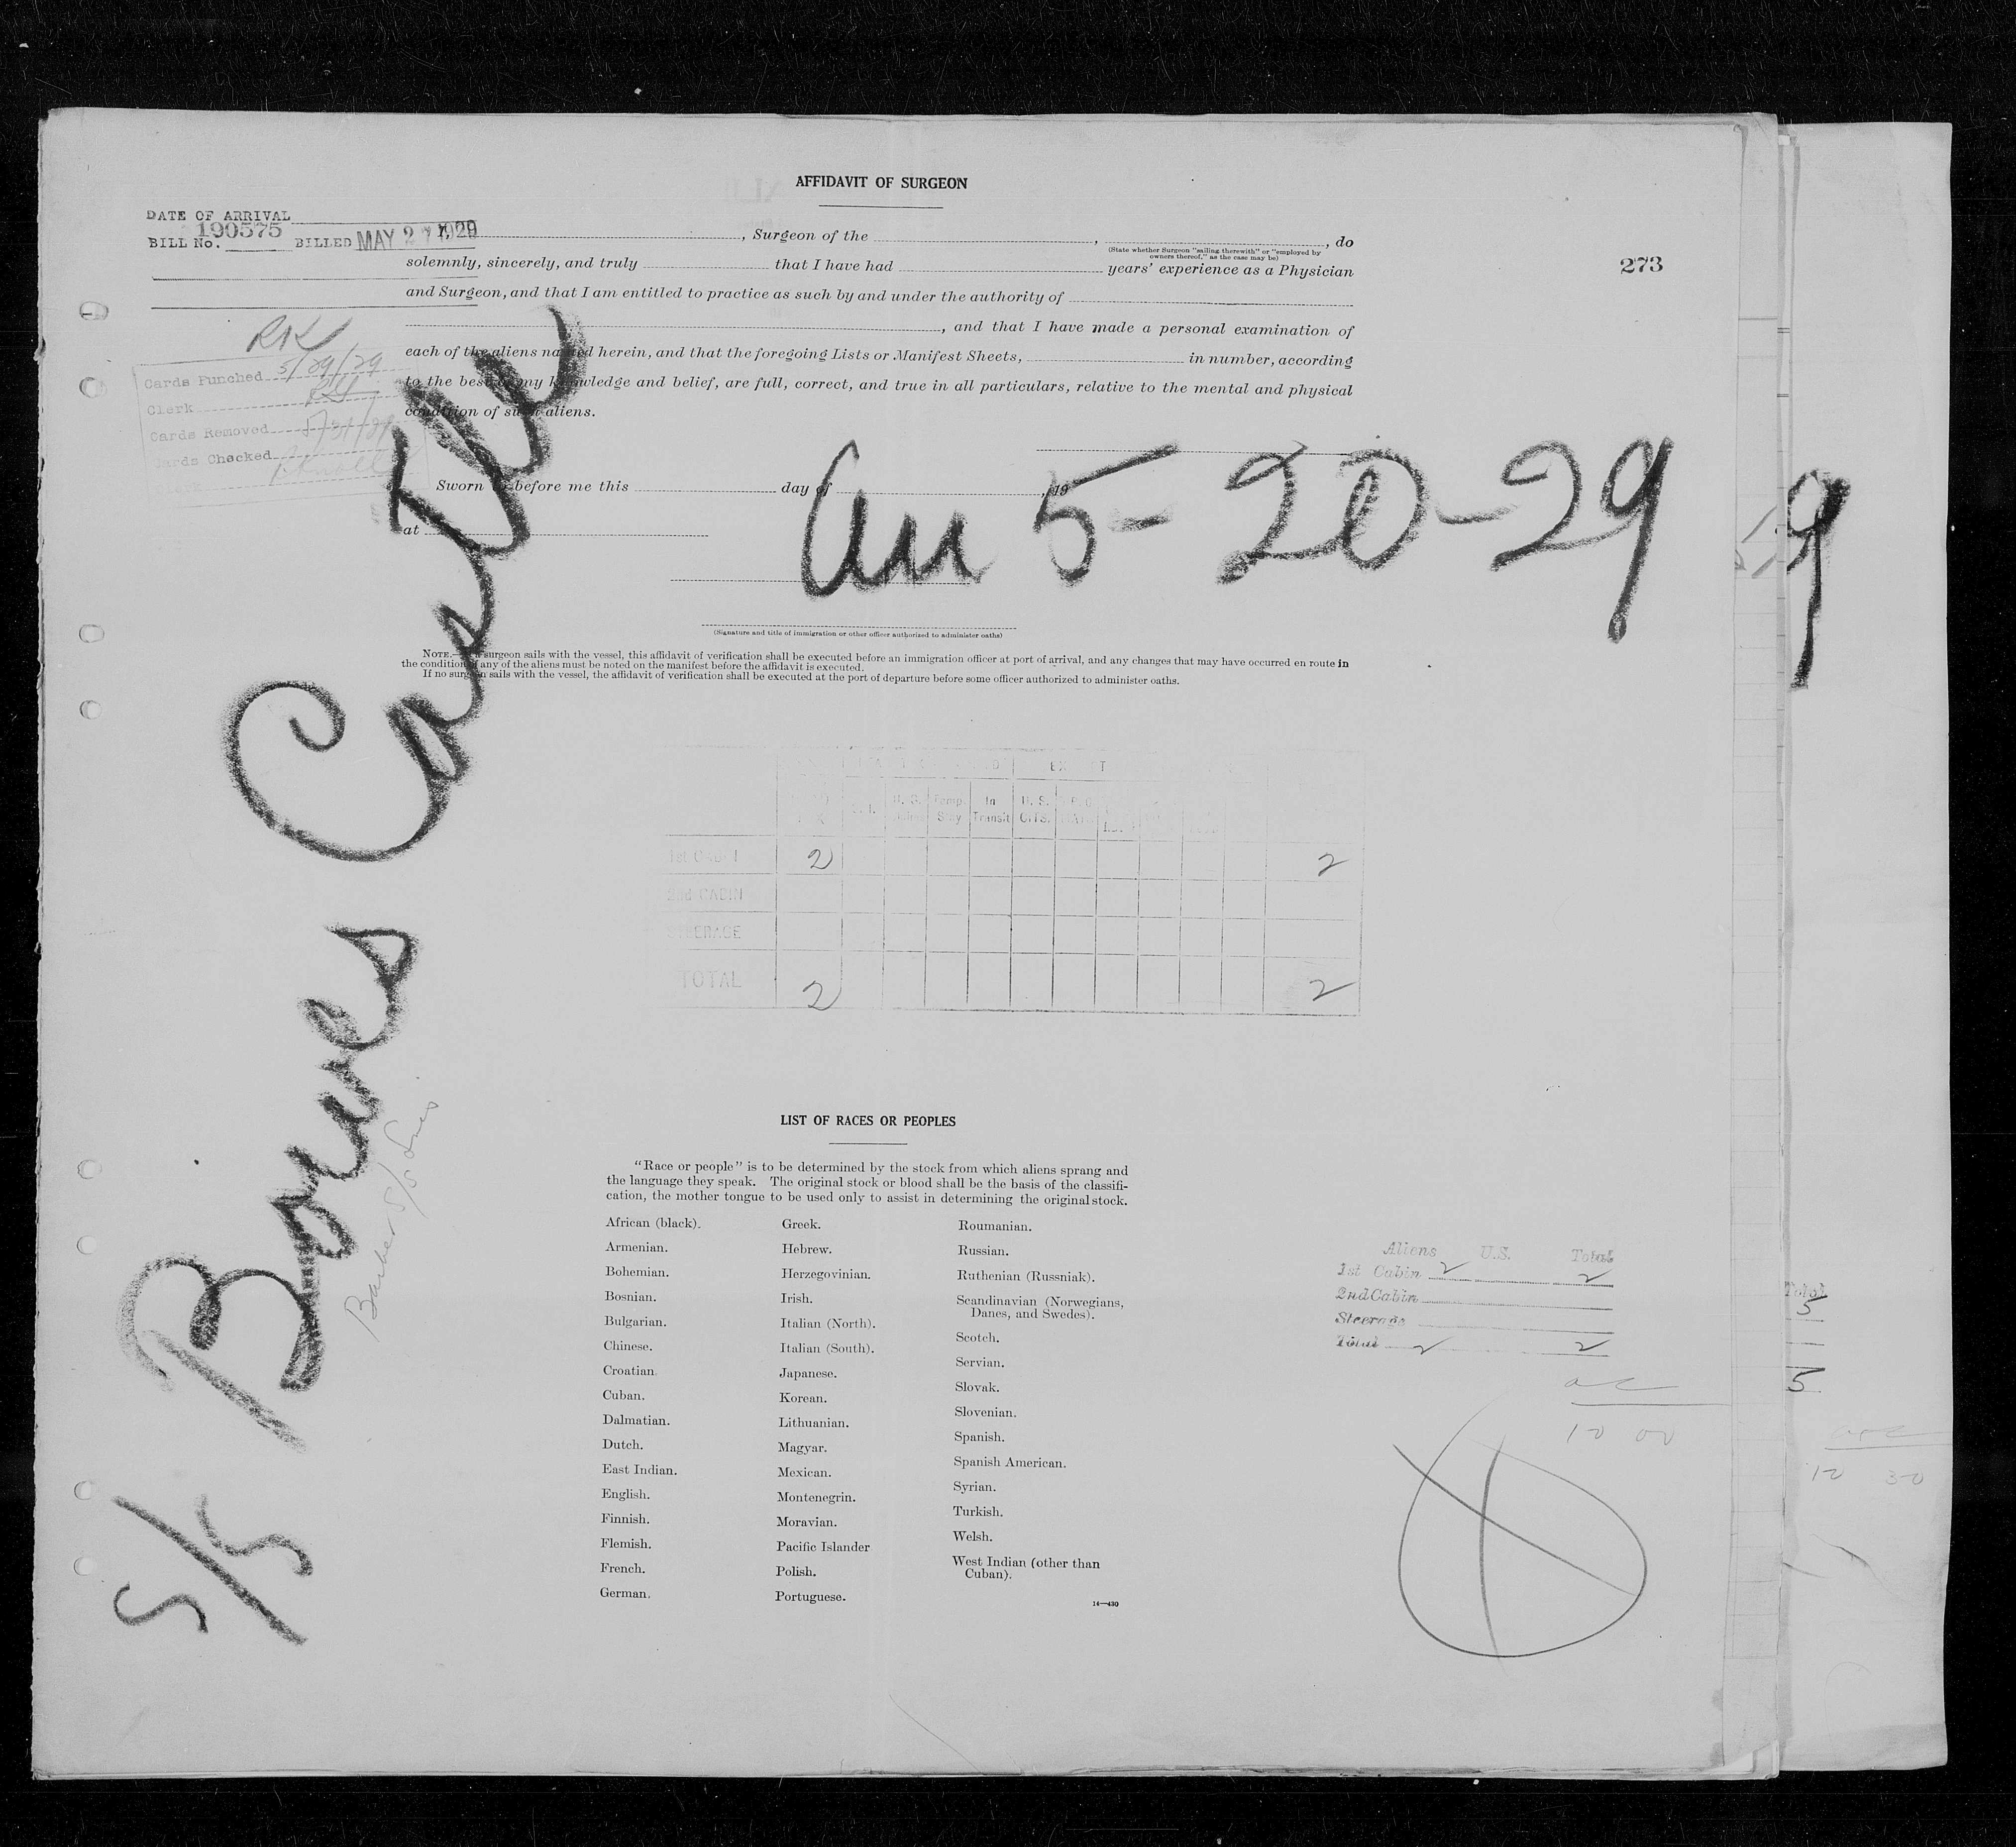 AFFIDAVIT OF SURGEON
DATE OF ARRIVAL
BILL No. 190575 BILLED MAY 27 1929
I, , Surgeon of the , , do
(State whether Surgeon "sailing therewith" or "employed by owners thereof," as the case may be)
solemnly, sincerely, and truly that I have had years' experience as a Physician
273
and Surgeon, and that I am entitled to practice as such by and under the authority of
, and that I have made a personal examination of
each of the aliens named herein, and that the foregoing Lists or Manifest Sheets, in number, according
to the best of my knowledge and belief, are full, correct, and true in all particulars, relative to the mental and physical
condition of such aliens.
Cards Punched 5/29/29
Clerk
Cards Removed 5/31/29
Cards Checked
Sworn to before me this day of , 19
at
5-20-29
(Signature and title of immigration or other officer authorized to administer oaths)
NOTE.—If a surgeon sails with the vessel, this affidavit of verification shall be executed before an immigration officer at port of arrival, and any changes that may have occurred en route in
the condition of any of the aliens must be noted on the manifest before the affidavit is executed.
If no surgeon sails with the vessel, the affidavit of verification shall be executed at the port of departure before some officer authorized to administer oaths.
S/S Bowes Castle
Barber S/S Lines
Temp. Stay In Transit U. S. CITS.
1st CABIN 2 2
2nd CABIN
STEERAGE
TOTAL 2 2
LIST OF RACES OR PEOPLES
"Race or people" is to be determined by the stock from which aliens sprang and
the language they speak. The original stock or blood shall be the basis of the classifi-
cation, the mother tongue to be used only to assist in determining the original stock.
African (black).
Armenian.
Bohemian.
Bosnian.
Bulgarian.
Chinese.
Croatian.
Cuban.
Dalmatian.
Dutch.
East Indian.
English.
Finnish.
Flemish.
French.
German.
Greek.
Hebrew.
Herzegovinian.
Irish.
Italian (North).
Italian (South).
Japanese.
Korean.
Lithuanian.
Magyar.
Mexican.
Montenegrin.
Moravian.
Pacific Islander
Polish.
Portuguese.
Roumanian.
Russian.
Ruthenian (Russniak).
Scandinavian (Norwegians,
Danes, and Swedes).
Scotch.
Servian.
Slovak.
Slovenian.
Spanish.
Spanish American.
Syrian.
Turkish.
Welsh.
West Indian (other than
Cuban).
14—430
Aliens U.S. Total
1st Cabin 2 2
2nd Cabin
Steerage
Total 2 2
10 00
9
Total
5
5